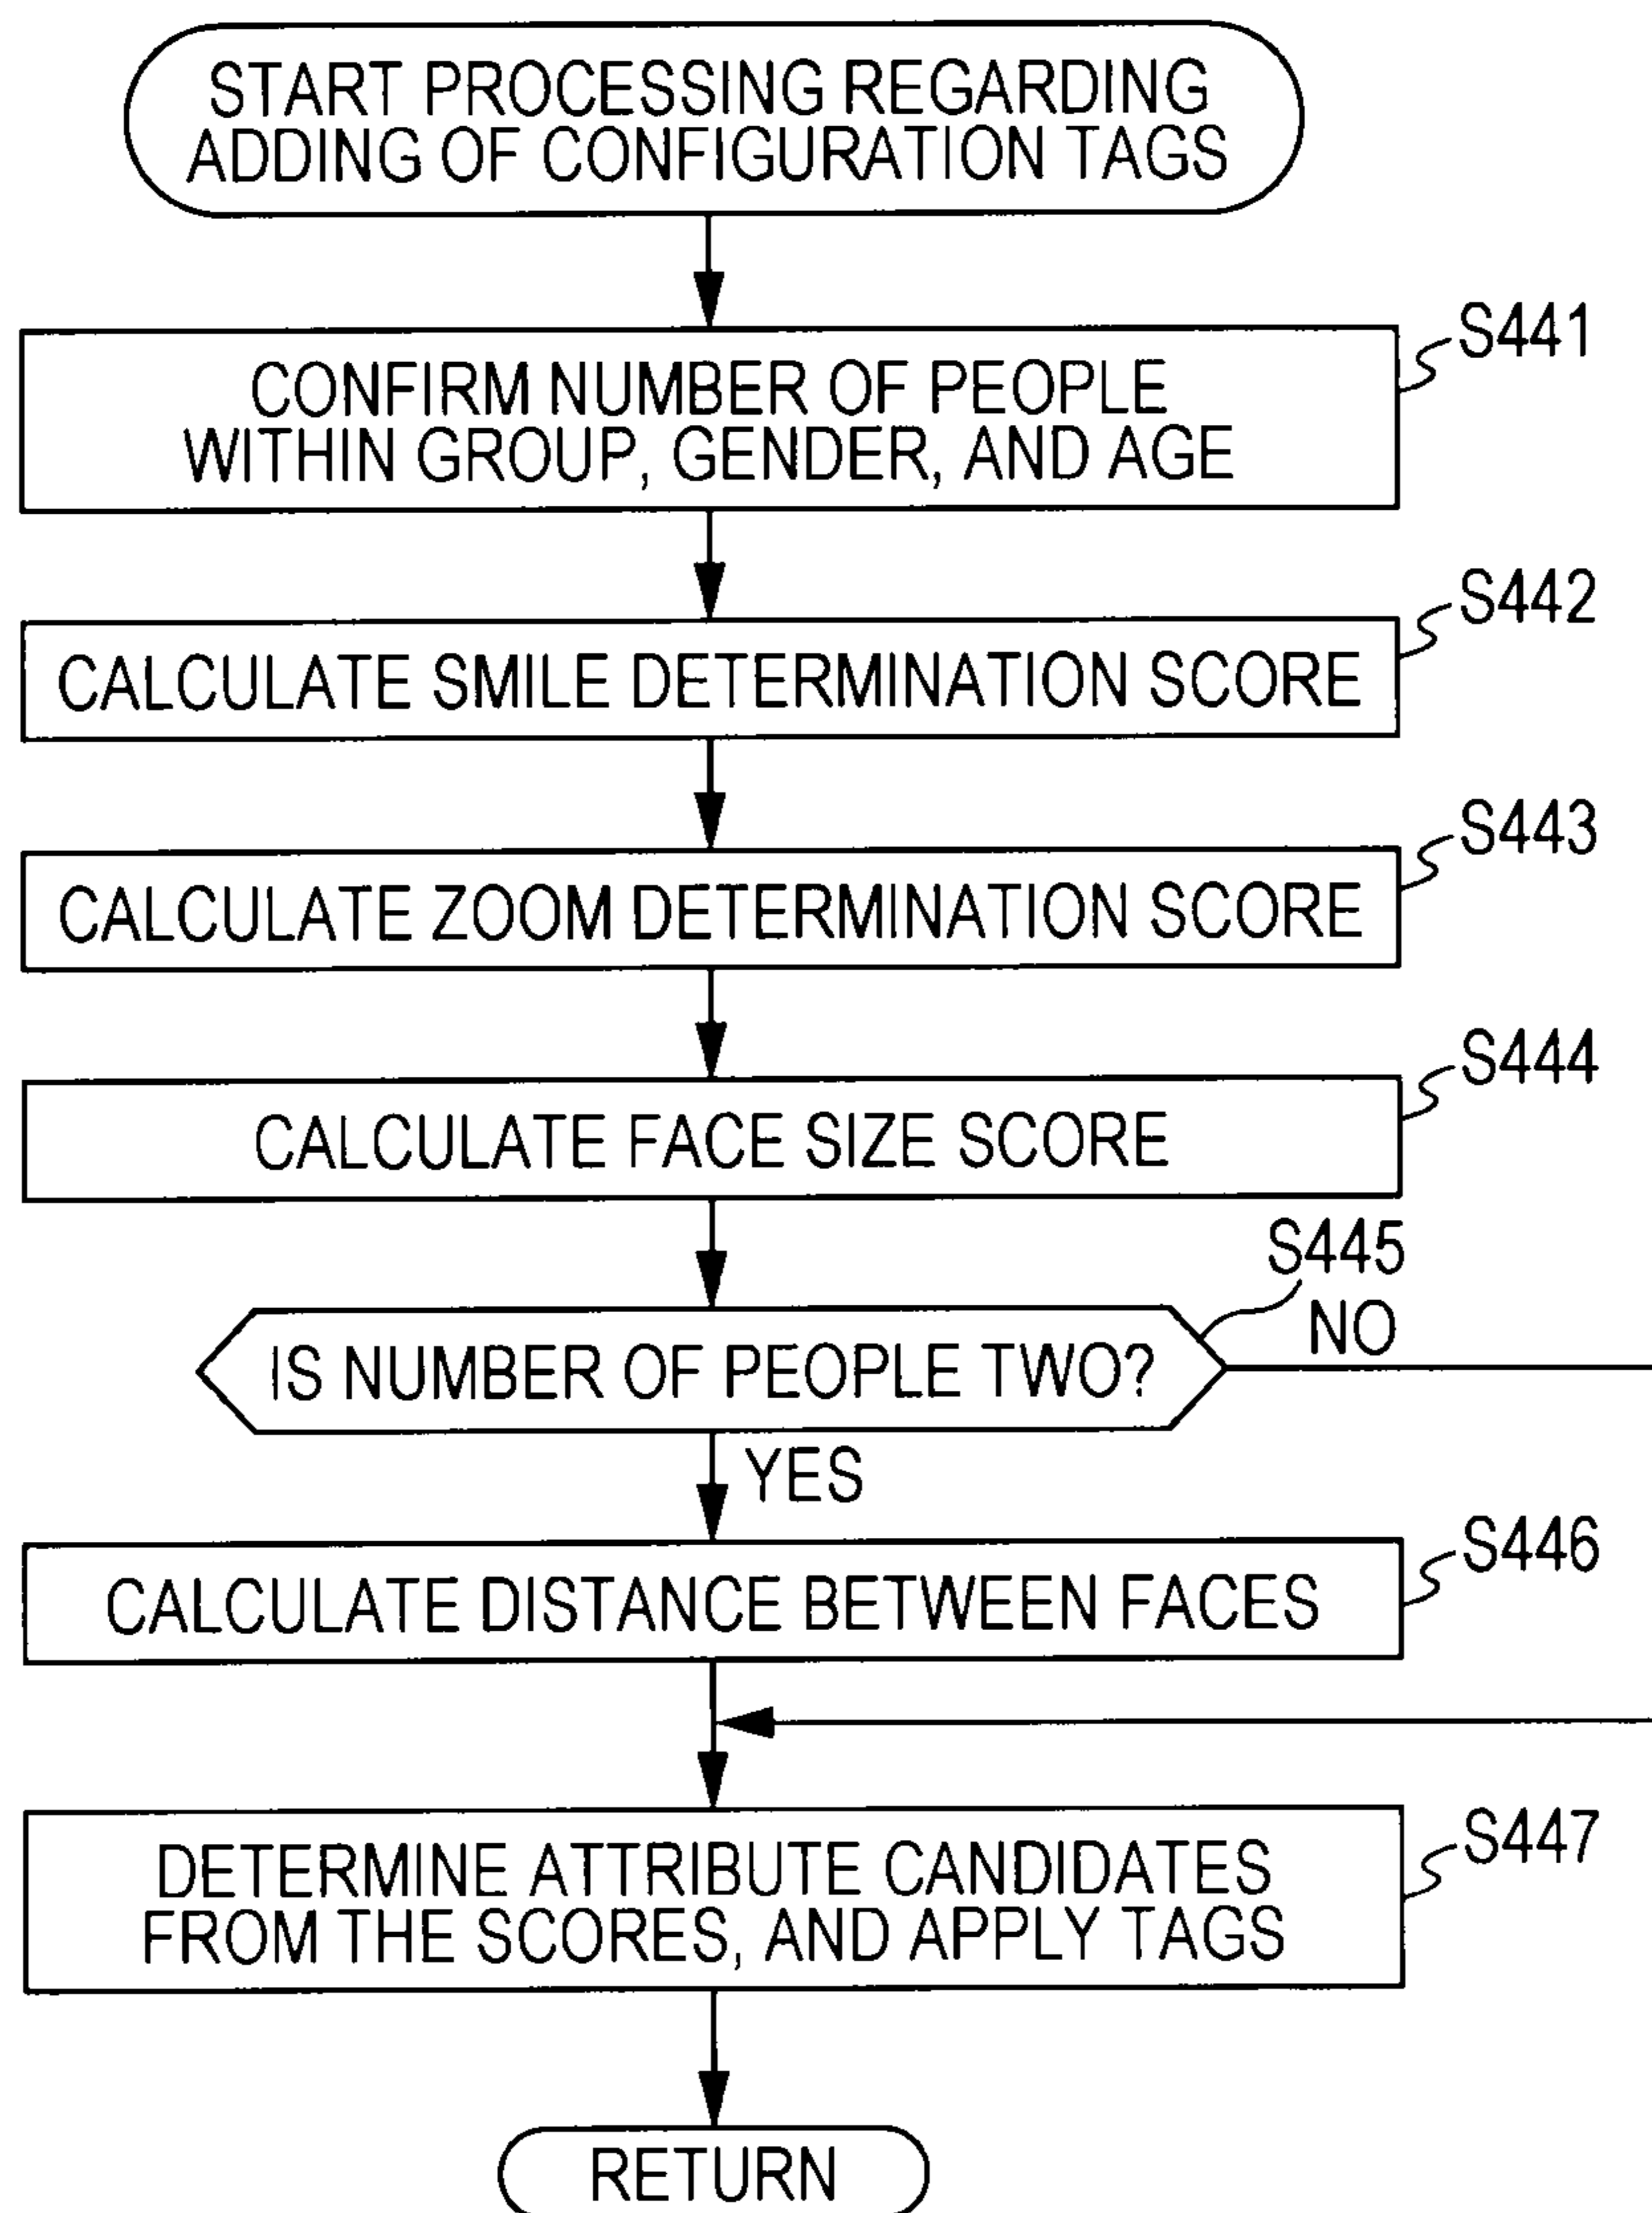 START PROCESSING REGARDING
ADDING OF CONFIGURATION TAGS
S441
CONFIRM NUMBER OF PEOPLE
WITHIN GROUP, GENDER, AND AGE
S442
CALCULATE SMILE DETERMINATION SCORE
S443
CALCULATE ZOOM DETERMINATION SCORE
S444
CALCULATE FACE SIZE SCORE
S445
NO
IS NUMBER OF PEOPLE TWO?
YES
S446
CALCULATE DISTANCE BETWEEN FACES
S447
DETERMINE ATTRIBUTE CANDIDATES
FROM THE SCORES, AND APPLY TAGS
RETURN